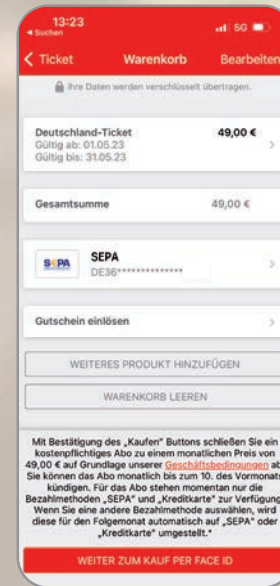 13:23
5G
◂ Suchen
Ticket Warenkorb Bearbeiten
Ihre Daten werden verschlüsselt übertragen.
Deutschland-Ticket 49,00 €
Gültig ab: 01.05.23
Gültig bis: 31.05.23
Gesamtsumme 49,00 €
SEPA SEPA
DE36**************
Gutschein einlösen
WEITERES PRODUKT HINZUFÜGEN
WARENKORB LEEREN
Mit Bestätigung des „Kaufen" Buttons schließen Sie ein
kostenpflichtiges Abo zu einem monatlichen Preis von
49,00 € auf Grundlage unserer Geschäftsbedingungen ab.
Sie können das Abo monatlich bis zum 10. des Vormonats
kündigen. Für das Abo stehen momentan nur die
Bezahlmethoden „SEPA" und „Kreditkarte" zur Verfügung.
Wenn Sie eine andere Bezahlmethode auswählen, wird
diese für den Folgemonat automatisch auf „SEPA" oder
„Kreditkarte" umgestellt.*
WEITER ZUM KAUF PER FACE ID